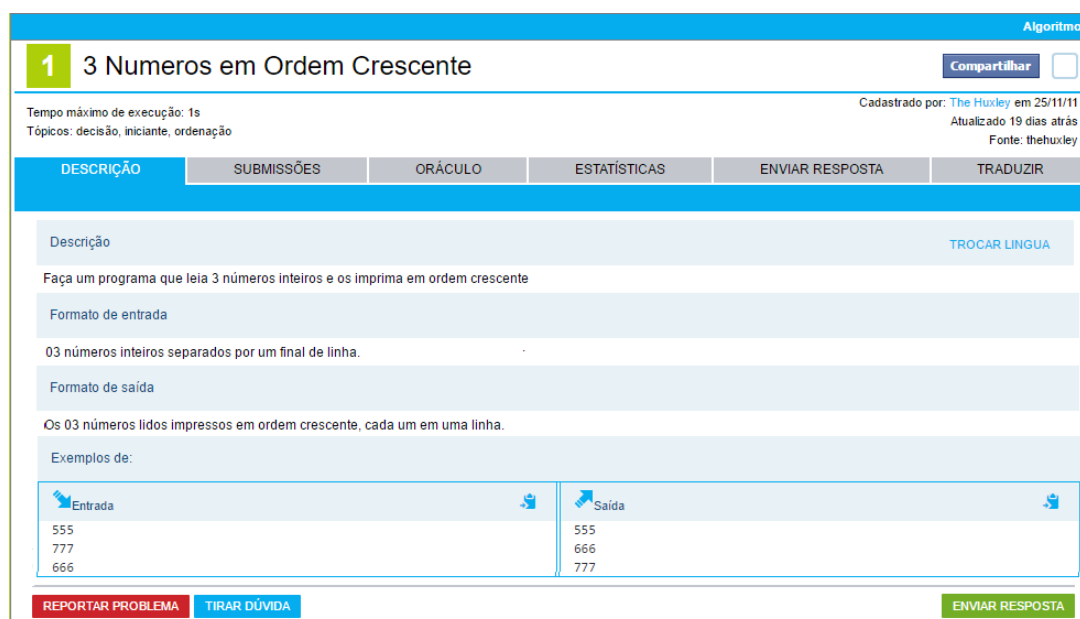 Algoritmo
1 3 Numeros em Ordem Crescente
Compartilhar
Tempo máximo de execução: 1s
Tópicos: decisão, iniciante, ordenação
Cadastrado por: The Huxley em 25/11/11
Atualizado 19 dias atrás
Fonte: thehuxley
DESCRIÇÃO SUBMISSÕES ORÁCULO ESTATÍSTICAS ENVIAR RESPOSTA TRADUZIR
Descrição
TROCAR LINGUA
Faça um programa que leia 3 números inteiros e os imprima em ordem crescente
Formato de entrada
03 números inteiros separados por um final de linha.
Formato de saída
Os 03 números lidos impressos em ordem crescente, cada um em uma linha.
Exemplos de:
Entrada
555
777
666
Saída
555
666
777
REPORTAR PROBLEMA TIRAR DÚVIDA ENVIAR RESPOSTA